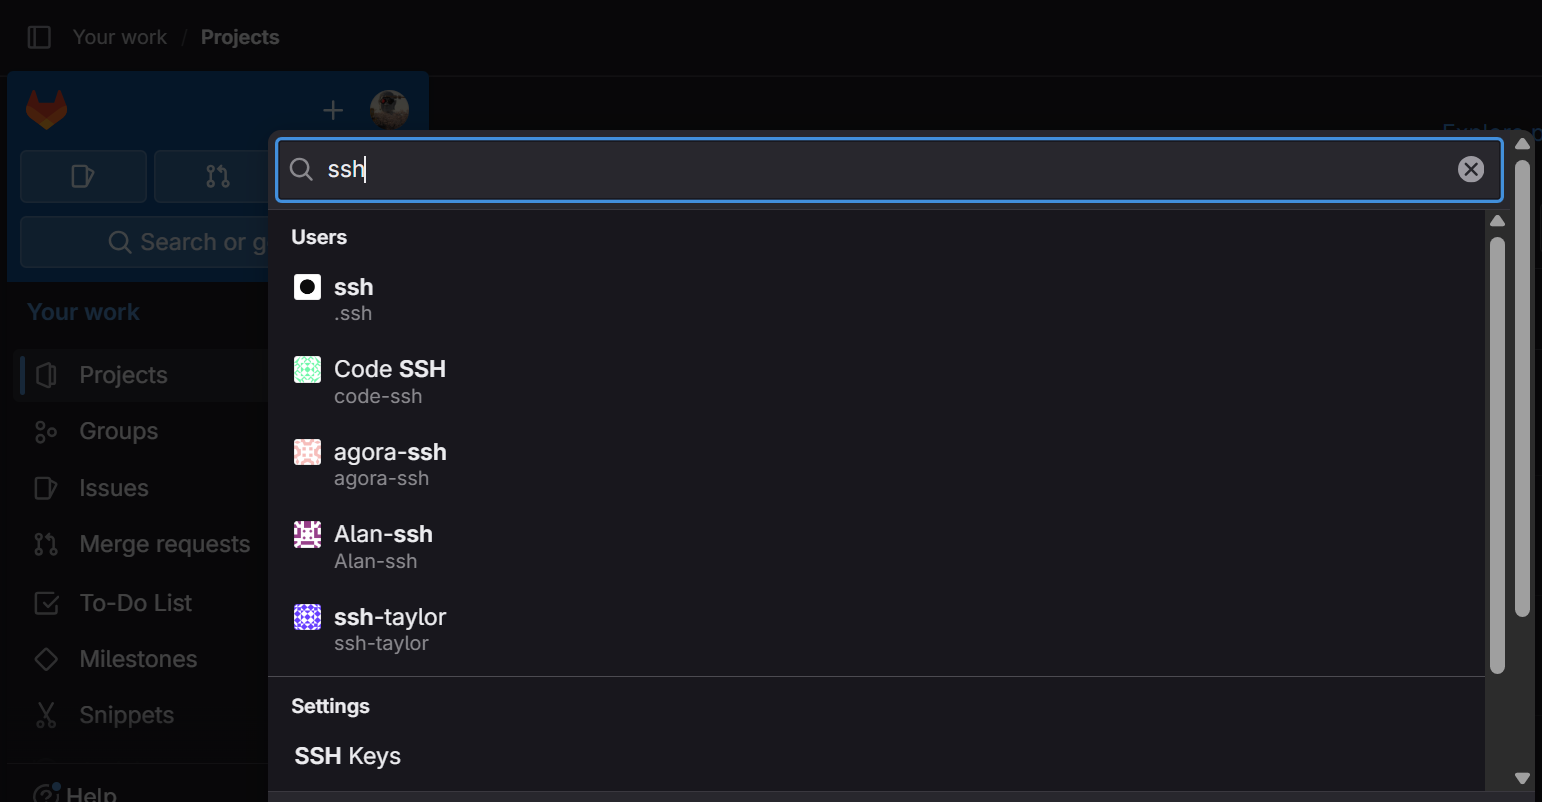 Your work / Projects
Explore p
ssh
Search or g
Users
ssh
.ssh
Your work
Code SSH
code-ssh
Projects
Groups
agora-ssh
agora-ssh
Issues
Alan-ssh
Alan-ssh
Merge requests
To-Do List
ssh-taylor
ssh-taylor
Milestones
Settings
Snippets
SSH Keys
Help